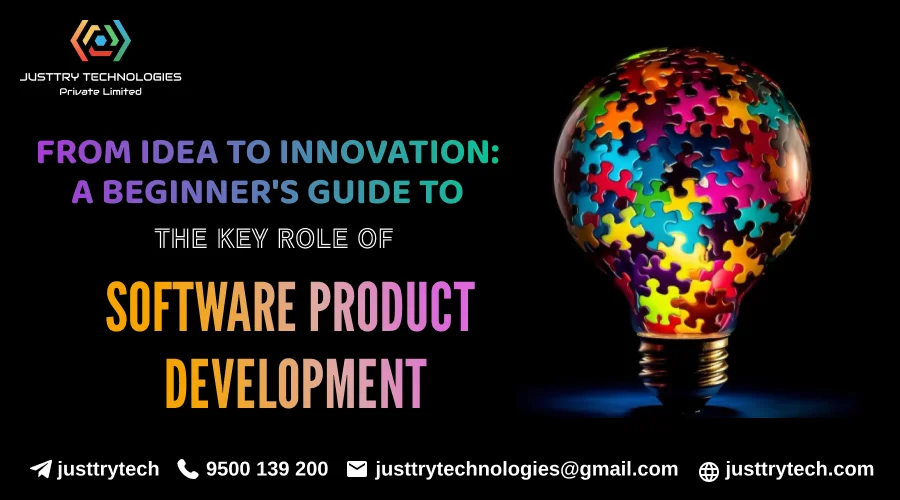 JUSTTRY TECHNOLOGIES
Private Limited
FROM IDEA TO INNOVATION:
A BEGINNER'S GUIDE TO
THE KEY ROLE OF
SOFTWARE PRODUCT
DEVELOPMENT
justtrytech 9500 139 200 justtrytechnologies@gmail.com justtrytech.com